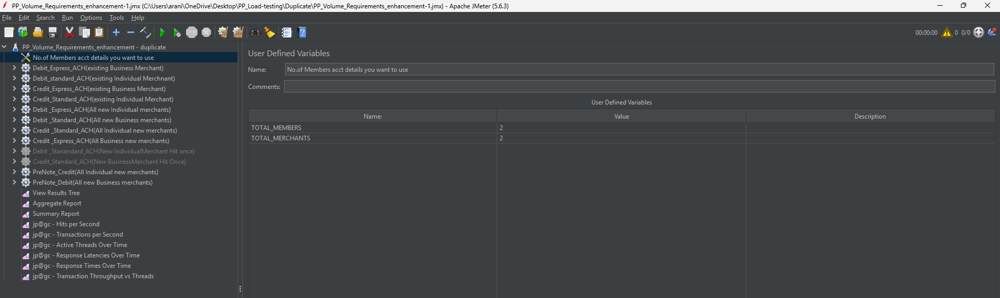 PP_Volume_Requirements_enhancement-1.jmx (C:\Users\arani\OneDrive\Desktop\PP_Load-testing\Duplicate\PP_Volume_Requirements_enhancement-1.jmx) - Apache JMeter (5.6.3)
File Edit Search Run Options Tools Help
STOP 00:00:00 0 0/0
PP_Volume_Requirements_enhancement - duplicate
No.of Members acct details you want to use
Debit_Express_ACH(existing Business Merchant)
Debit_standard_ACH(existing Individual Merchnant)
Credit_Express_ACH(existing Business Merchant)
Credit_Standard_ACH(existing Individual Merchant)
Debit _Express_ACH(All new Individual merchants)
Debit _Standard_ACH(All new Business merchants)
Credit _Standard_ACH(All Individual new merchants)
Credit _Express_ACH(All Business new merchants)
Debit _Stanandard_ACH(New IndividualMerchant Hit once)
Credit_Standard_ACH(New BusinessMerchant Hit Once)
PreNote_Credit(All Individual new merchants)
PreNote_Debit(All new Business merchants)
View Results Tree
Aggregate Report
Summary Report
jp@gc - Hits per Second
jp@gc - Transactions per Second
jp@gc - Active Threads Over Time
jp@gc - Response Latencies Over Time
jp@gc - Response Times Over Time
jp@gc - Transaction Throughput vs Threads
User Defined Variables
Name: No.of Members acct details you want to use
Comments:
User Defined Variables
Name: Value Description
TOTAL_MEMBERS 2
TOTAL_MERCHANTS 2